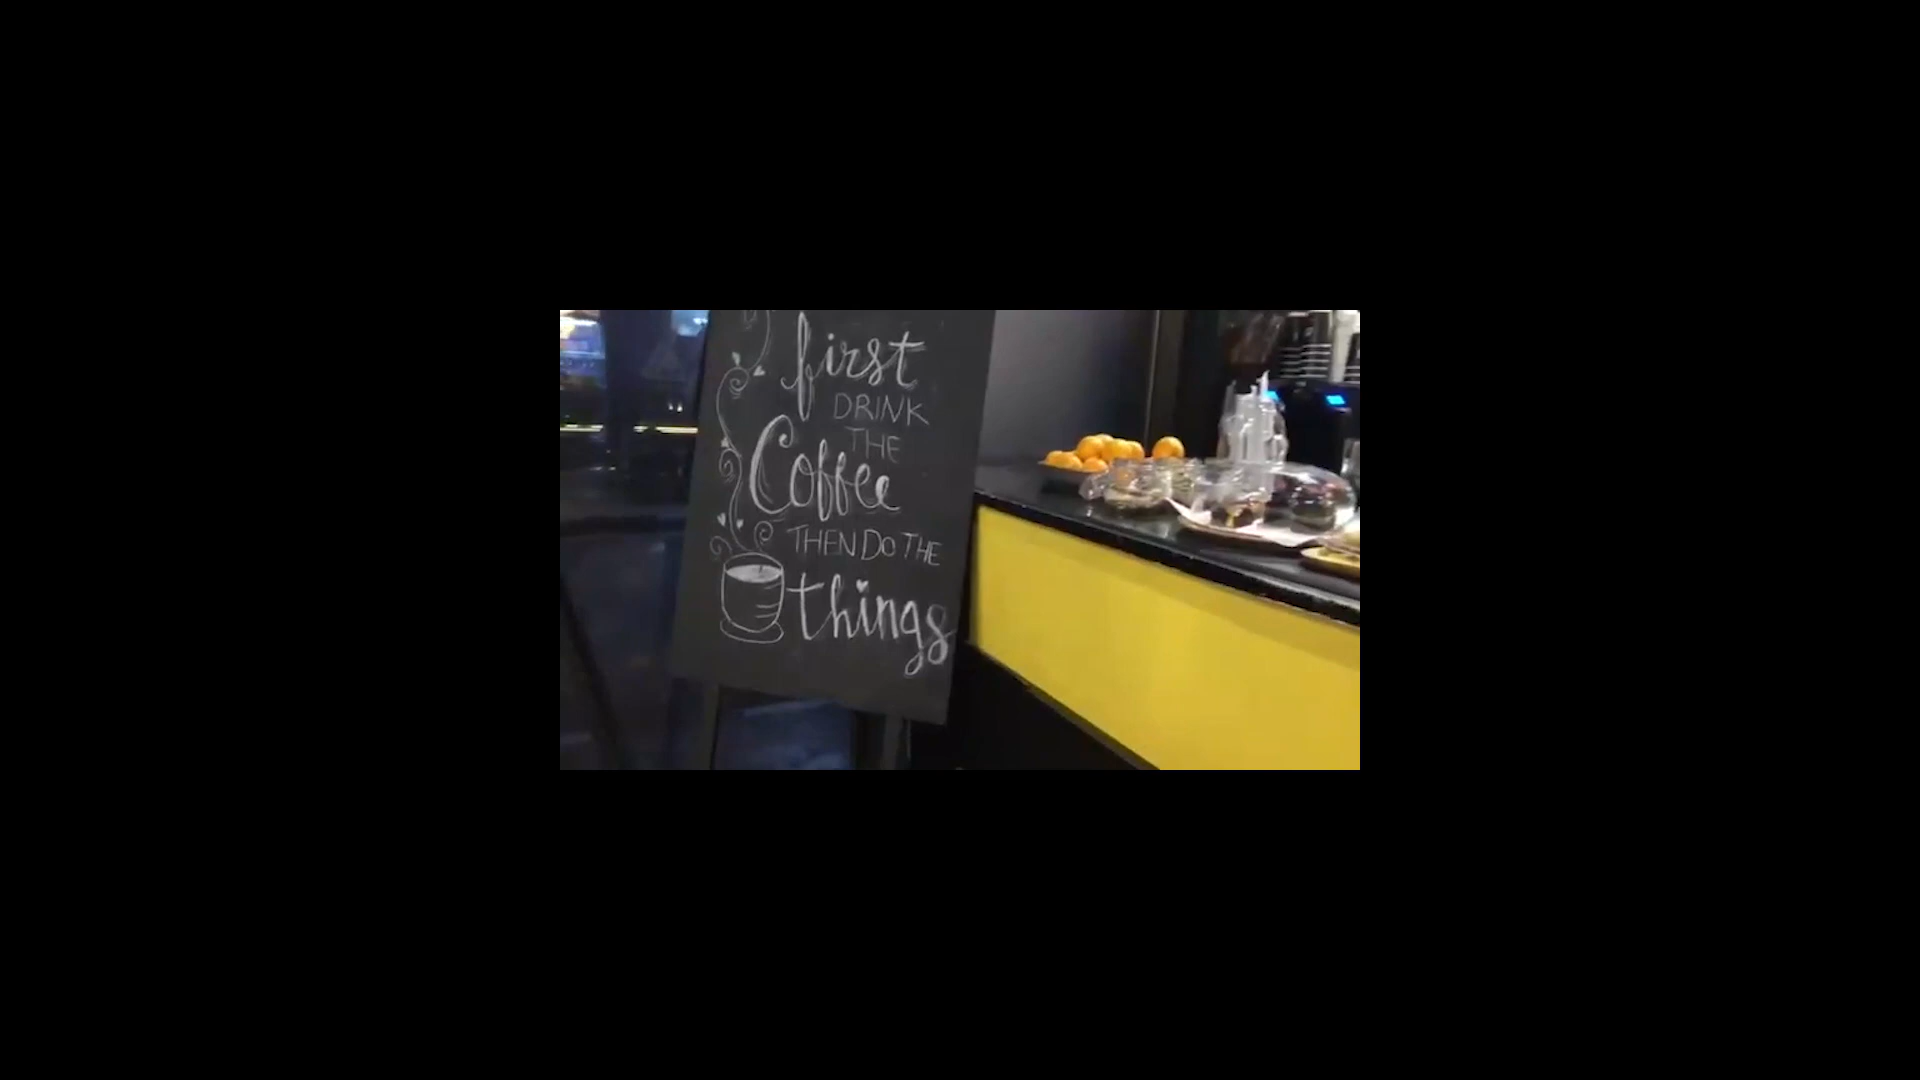 first
DRINK
THE
Coffee
THEN DO THE
things